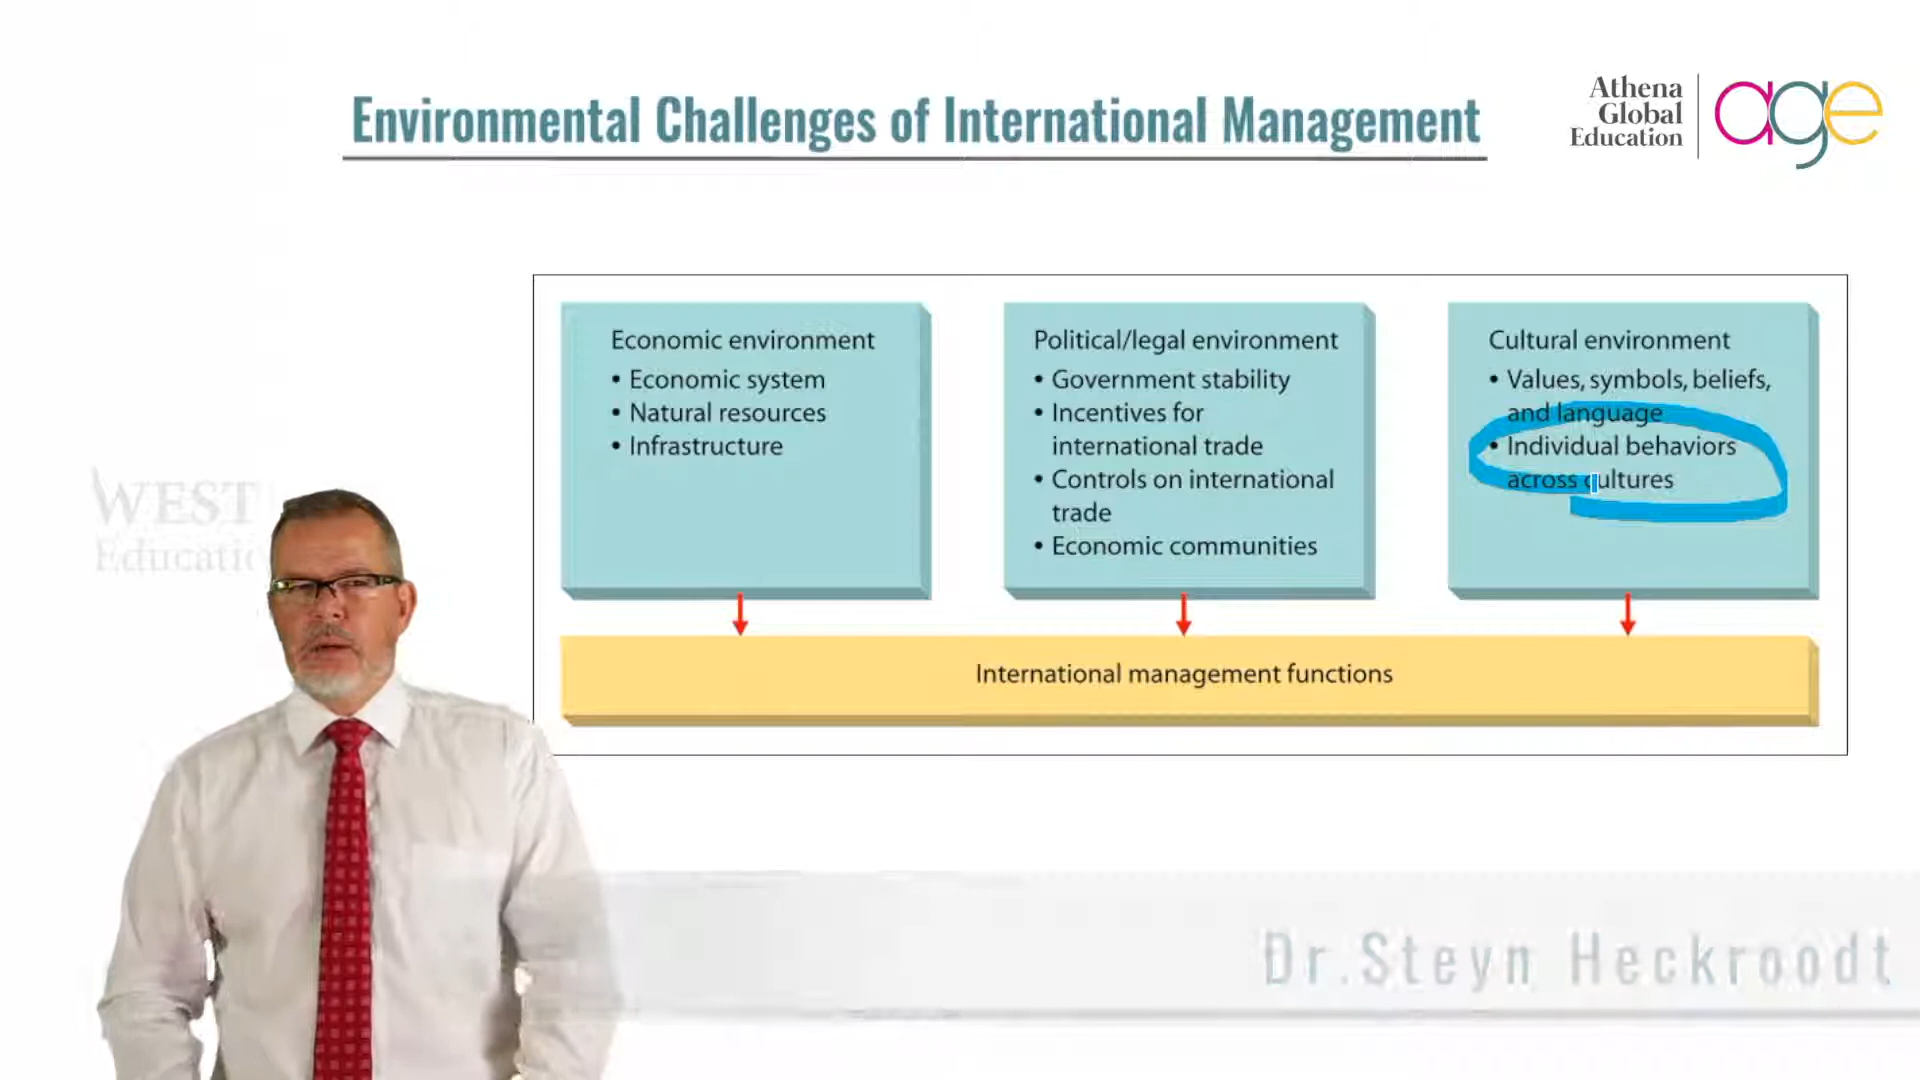 Environmental Challenges of International Management
Athena
Global
Education
age
Economic environment
• Economic system
• Natural resources
• Infrastructure
Political/legal environment
• Government stability
• Incentives for
international trade
• Controls on international
trade
• Economic communities
Cultural environment
• Values, symbols, beliefs,
and language
• Individual behaviors
across cultures
International management functions
WEST
Educatio
Dr.Steyn Heckroodt